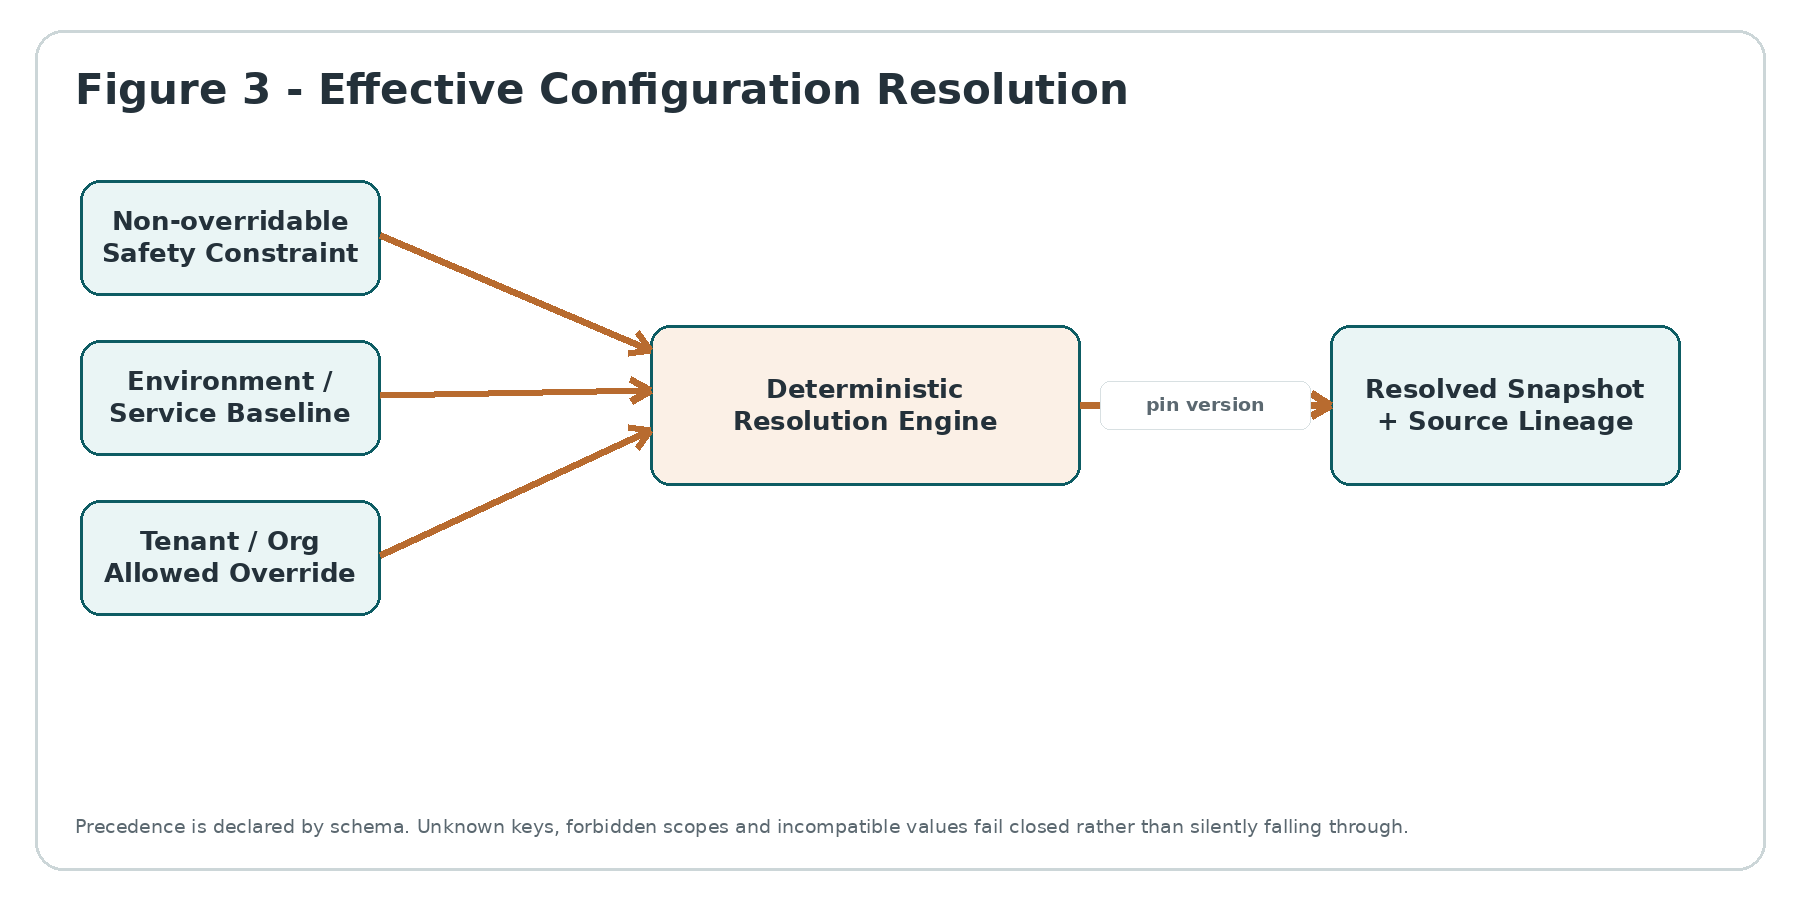 Figure 3 - Effective Configuration Resolution
Non-overridable
Safety Constraint
Environment /
Service Baseline
Tenant / Org
Allowed Override
Deterministic
Resolution Engine
pin version
Resolved Snapshot
+ Source Lineage
Precedence is declared by schema. Unknown keys, forbidden scopes and incompatible values fail closed rather than silently falling through.